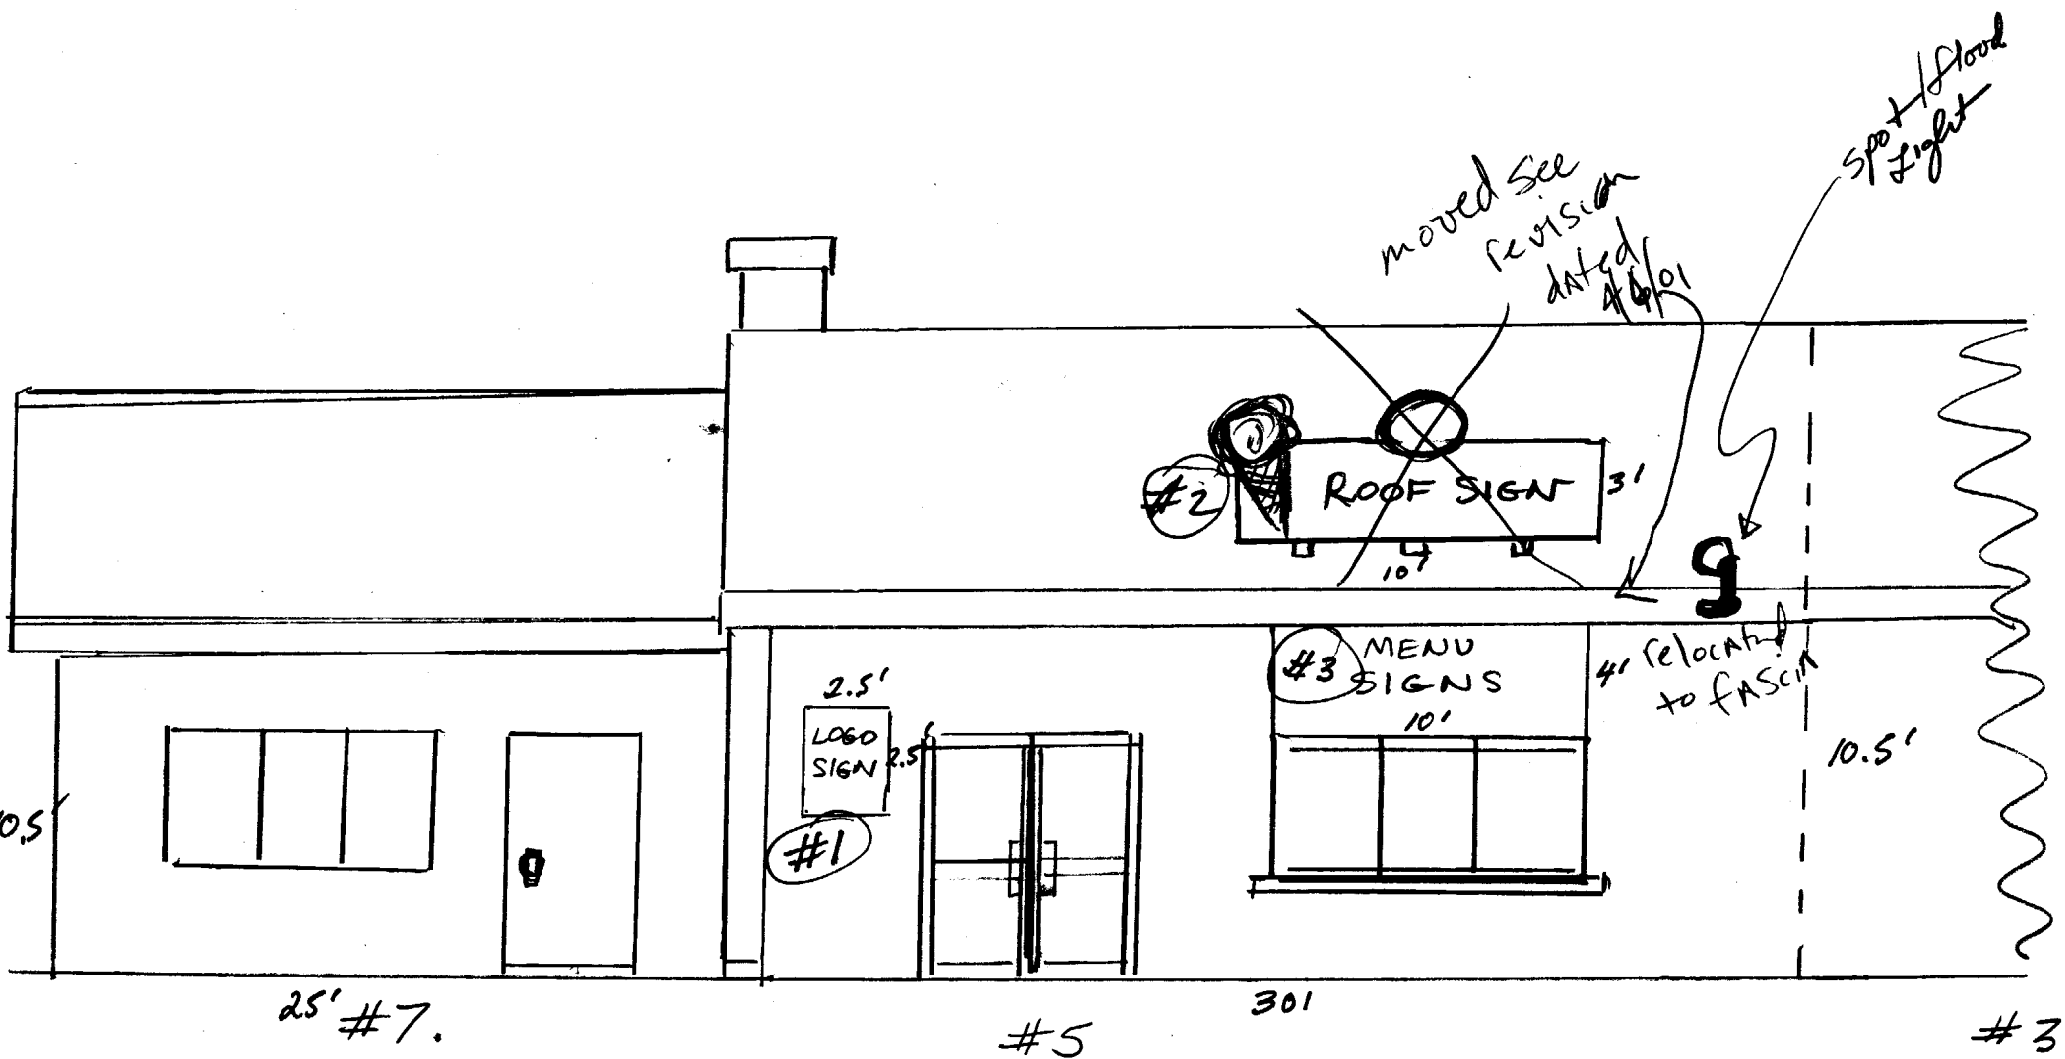 spot/flood
Light
moved see
revision
dated
4/6/01
#2
ROOF SIGN
3'
10'
#3
MENU
SIGNS
4'
10'
relocated
to fascia
2.5'
LOGO
SIGN
2.5'
#1
10.5'
0.5
25'
#7.
#5
301
#3